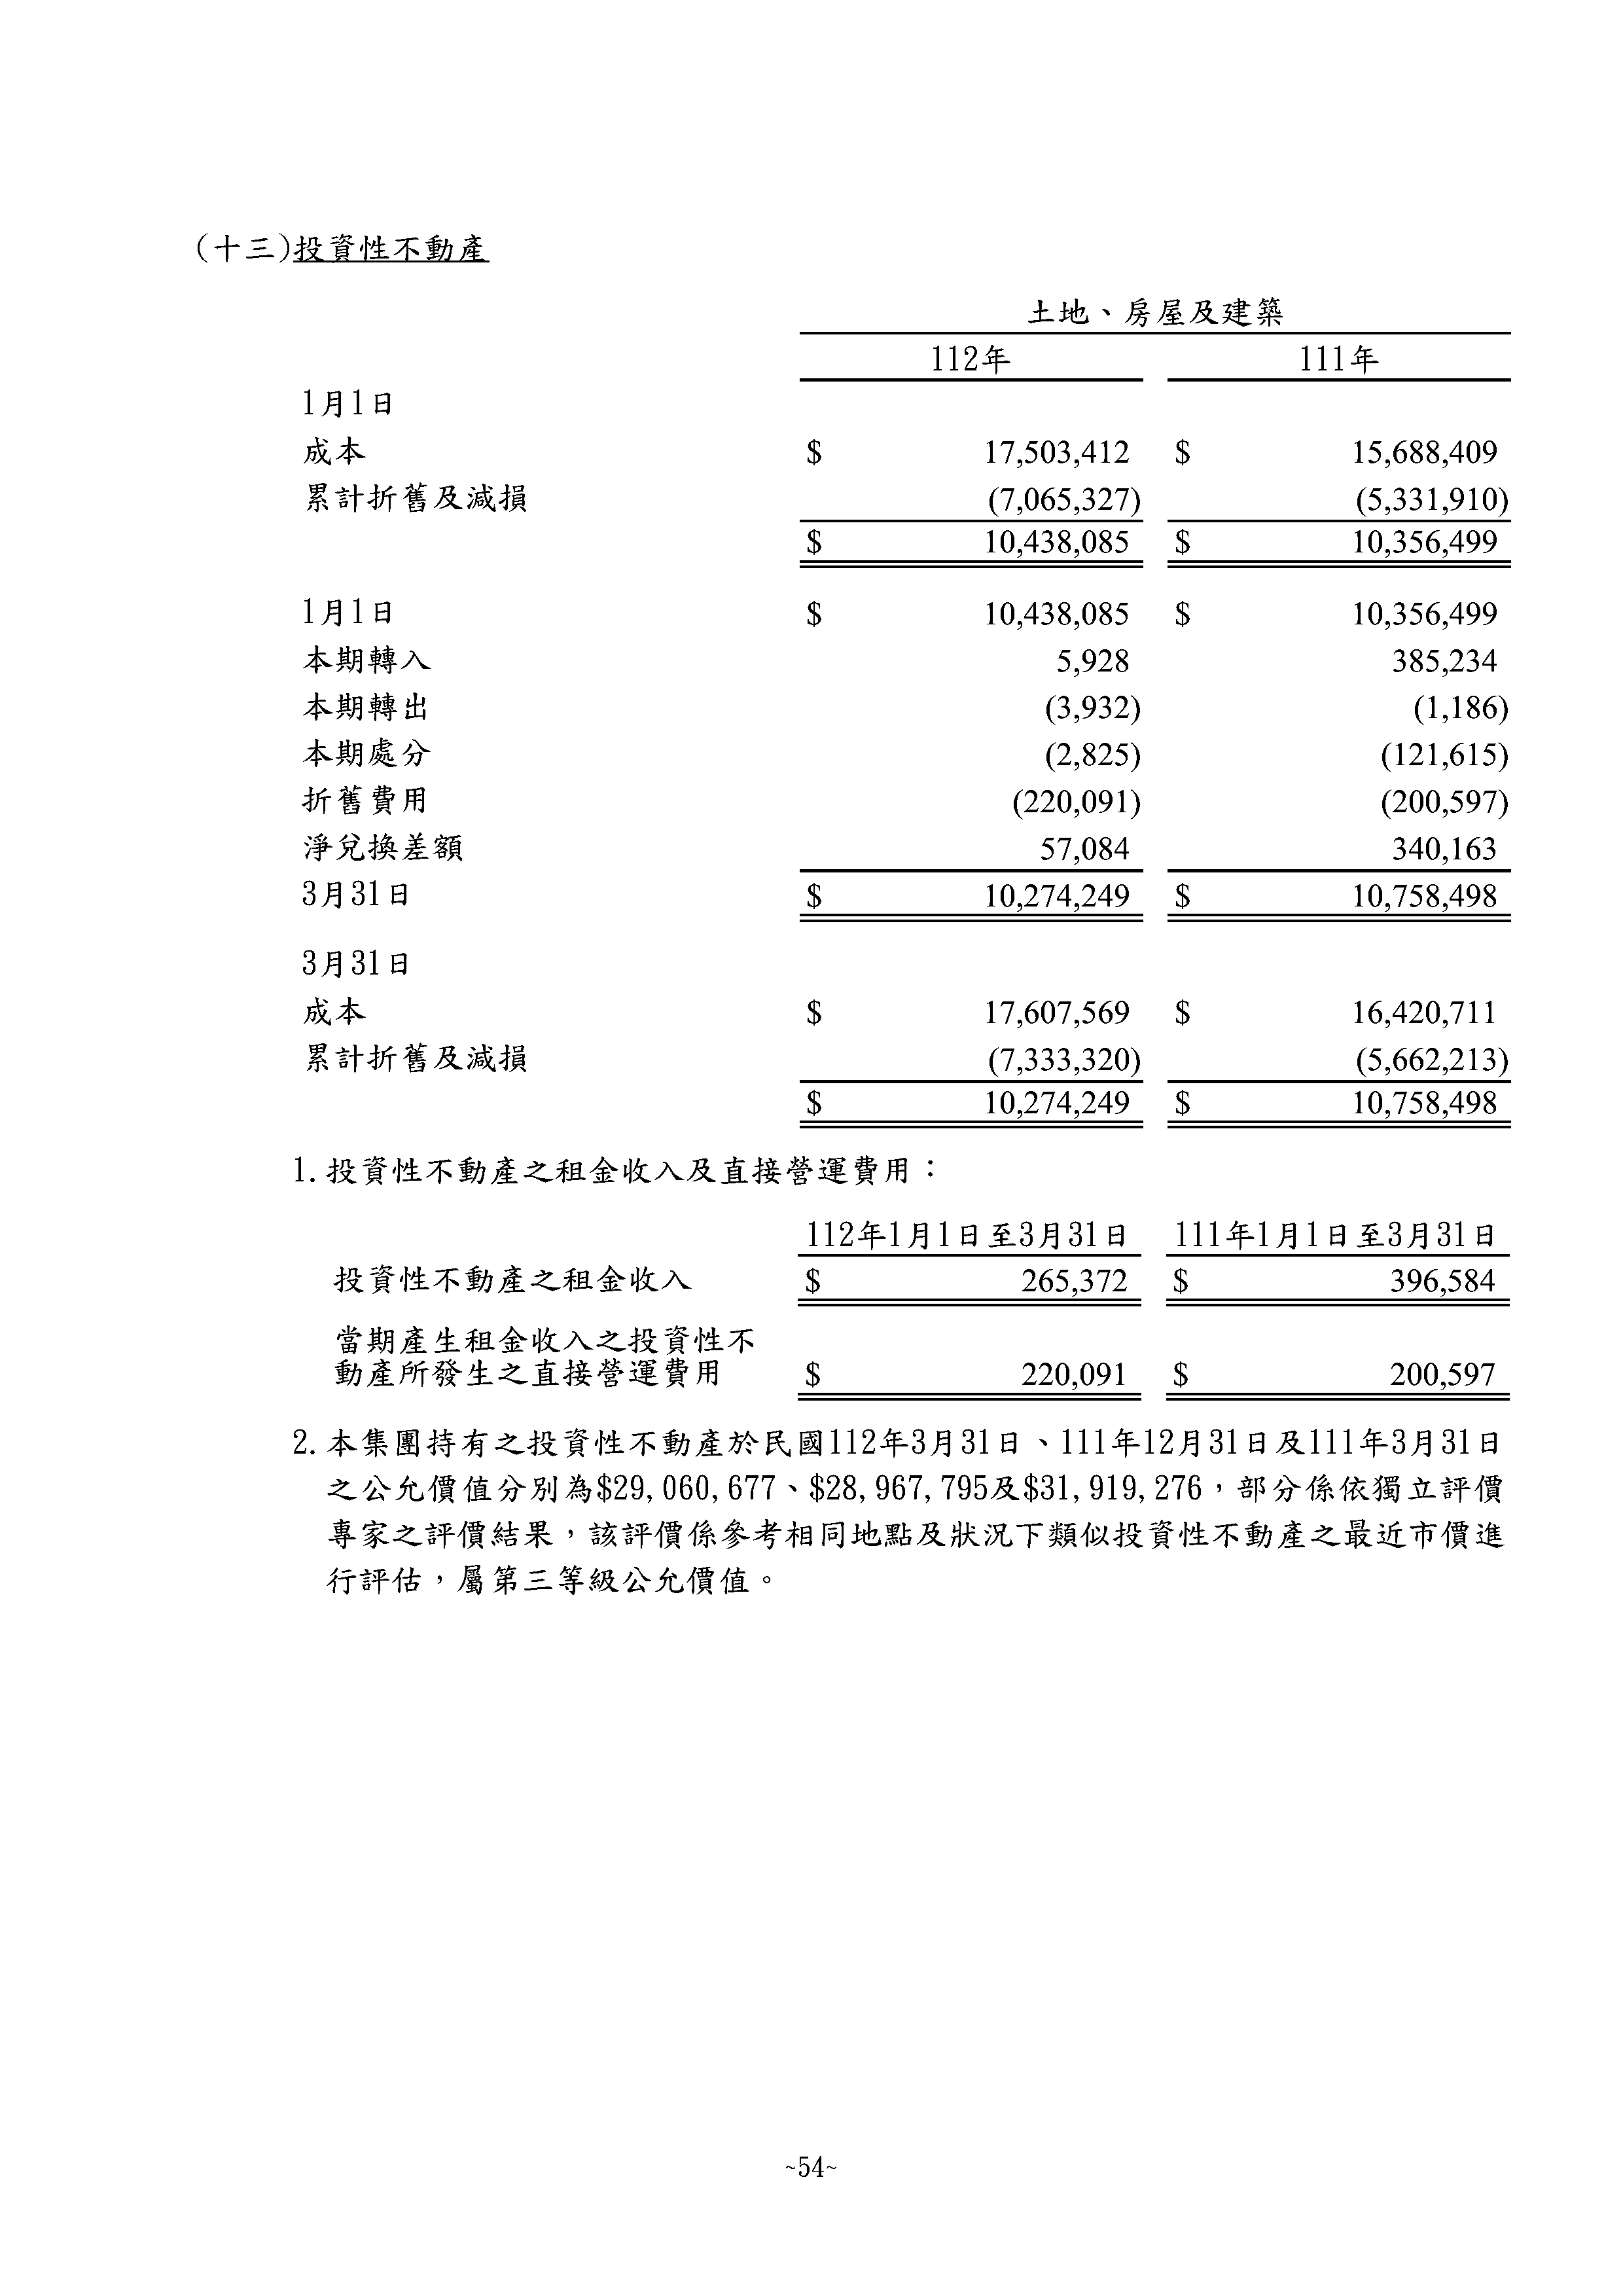 (十三)投資性不動產
土地、房屋及建築
112年 111年
1月1日
成本 $ 17,503,412 $ 15,688,409
累計折舊及減損 (7,065,327) (5,331,910)
$ 10,438,085 $ 10,356,499
1月1日 $ 10,438,085 $ 10,356,499
本期轉入 5,928 385,234
本期轉出 (3,932) (1,186)
本期處分 (2,825) (121,615)
折舊費用 (220,091) (200,597)
淨兌換差額 57,084 340,163
3月31日 $ 10,274,249 $ 10,758,498
3月31日
成本 $ 17,607,569 $ 16,420,711
累計折舊及減損 (7,333,320) (5,662,213)
$ 10,274,249 $ 10,758,498
1.投資性不動產之租金收入及直接營運費用：
112年1月1日至3月31日 111年1月1日至3月31日
投資性不動產之租金收入 $ 265,372 $ 396,584
當期產生租金收入之投資性不
動產所發生之直接營運費用 $ 220,091 $ 200,597
2.本集團持有之投資性不動產於民國112年3月31日、111年12月31日及111年3月31日
之公允價值分別為$29,060,677、$28,967,795及$31,919,276，部分係依獨立評價
專家之評價結果，該評價係參考相同地點及狀況下類似投資性不動產之最近市價進
行評估，屬第三等級公允價值。
~54~